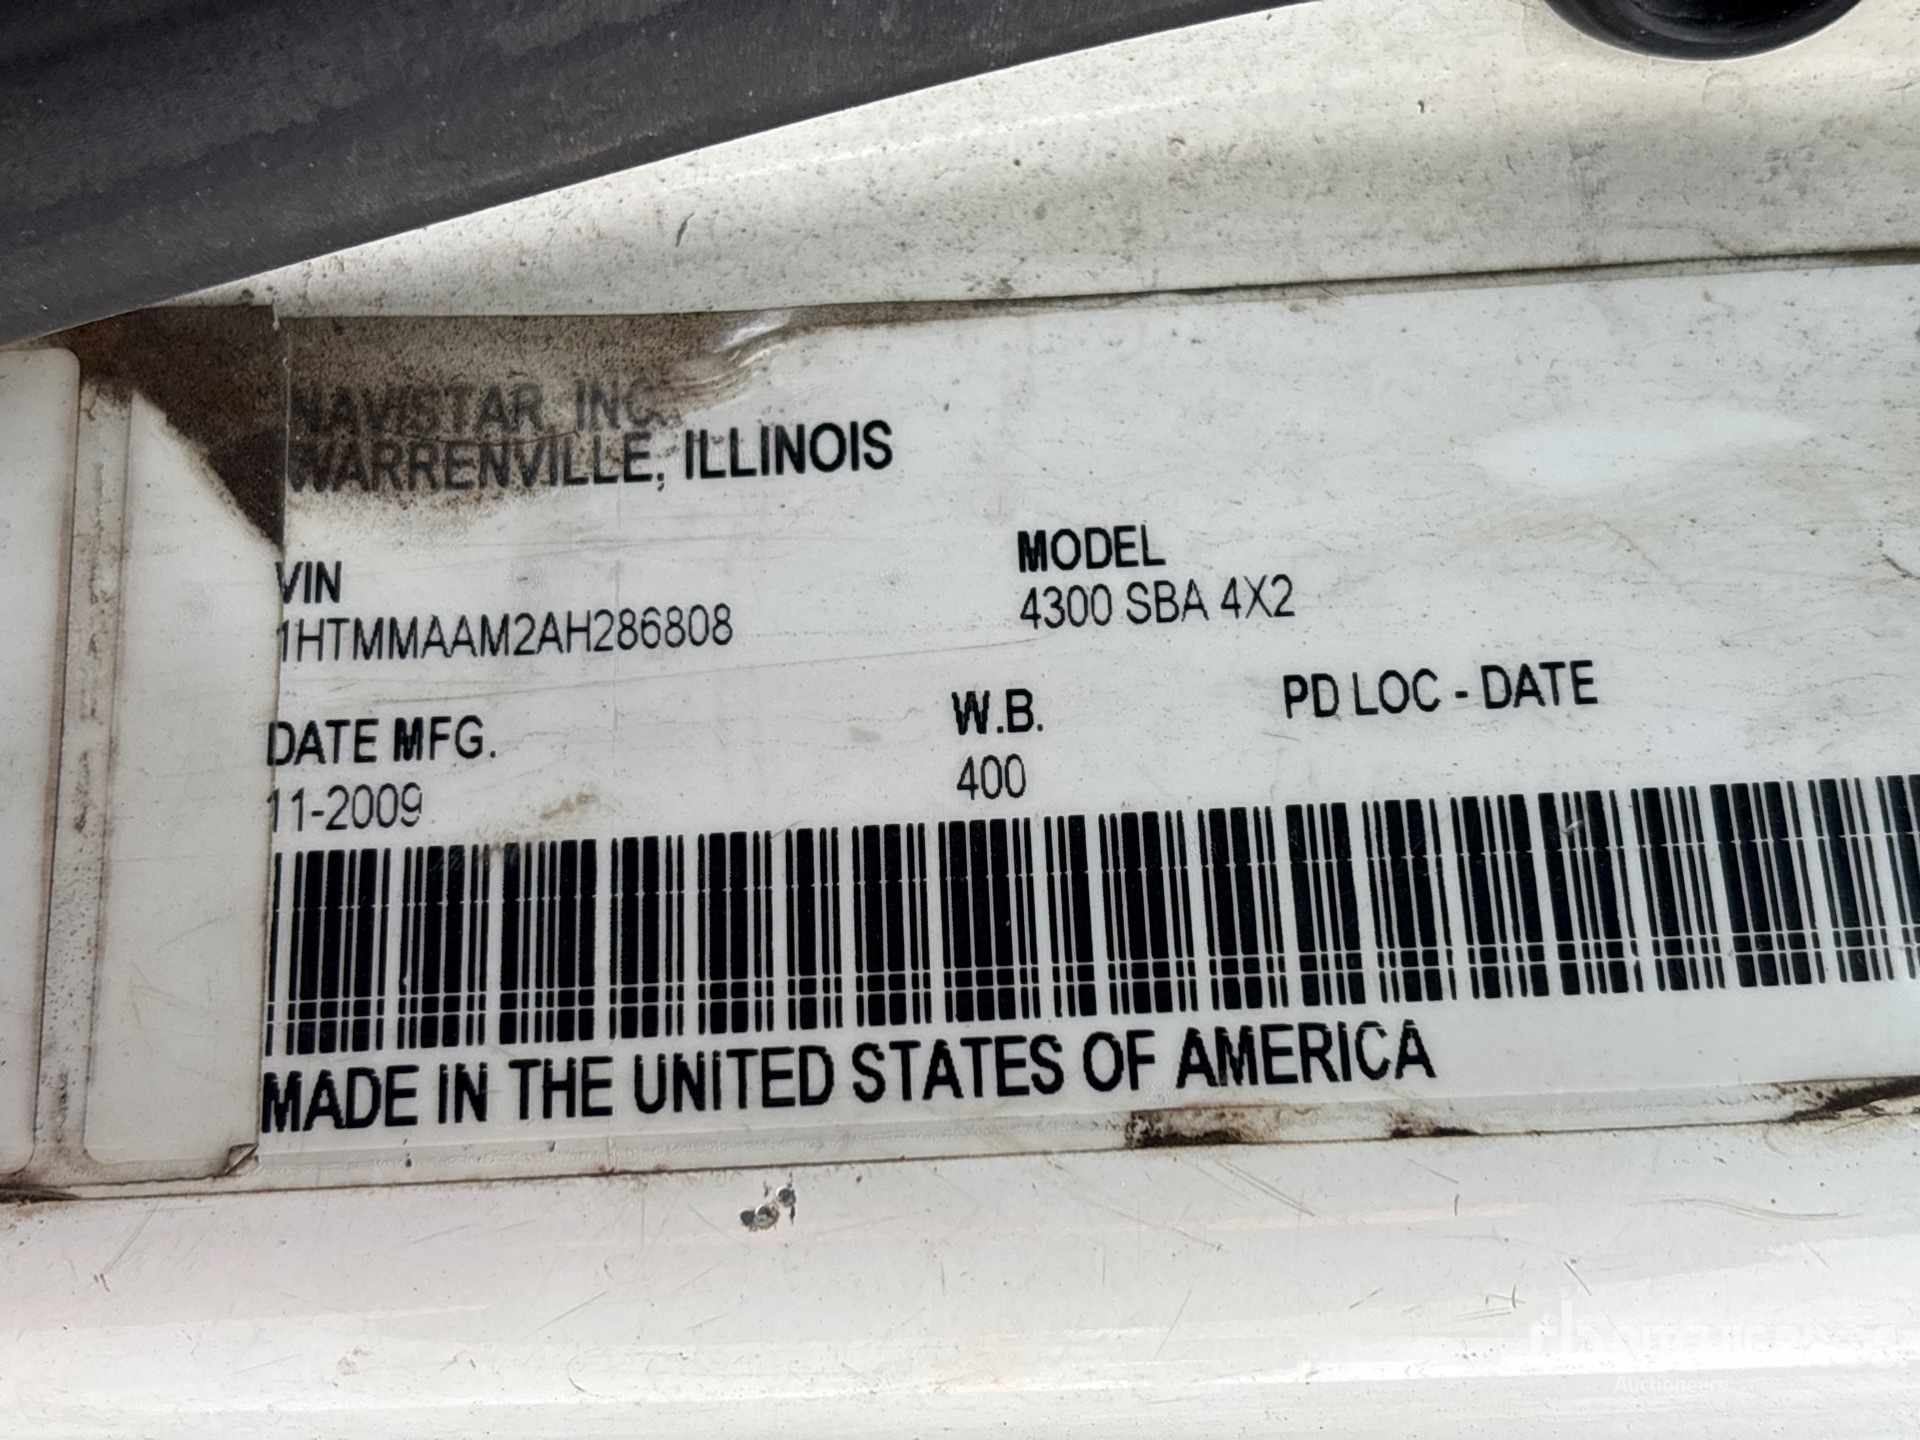 NAVISTAR, INC.
WARRENVILLE, ILLINOIS
VIN
1HTMMAAM2AH286808
MODEL
4300 SBA 4X2
DATE MFG.
11-2009
W.B.
400
PD LOC - DATE
MADE IN THE UNITED STATES OF AMERICA
Auctioneers